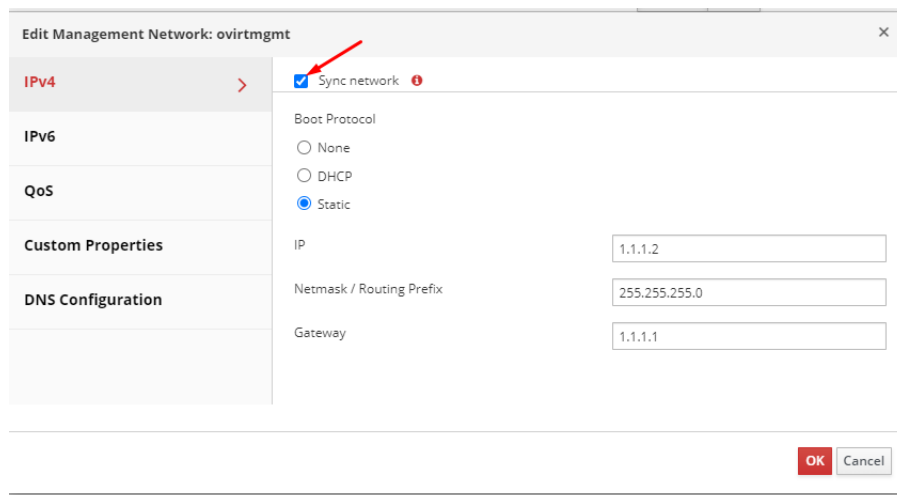 Edit Management Network: ovirtmgmt
IPv4
IPv6
QoS
Custom Properties
DNS Configuration
Sync network
Boot Protocol
None
DHCP
Static
IP 1.1.1.2
Netmask / Routing Prefix 255.255.255.0
Gateway 1.1.1.1
OK Cancel